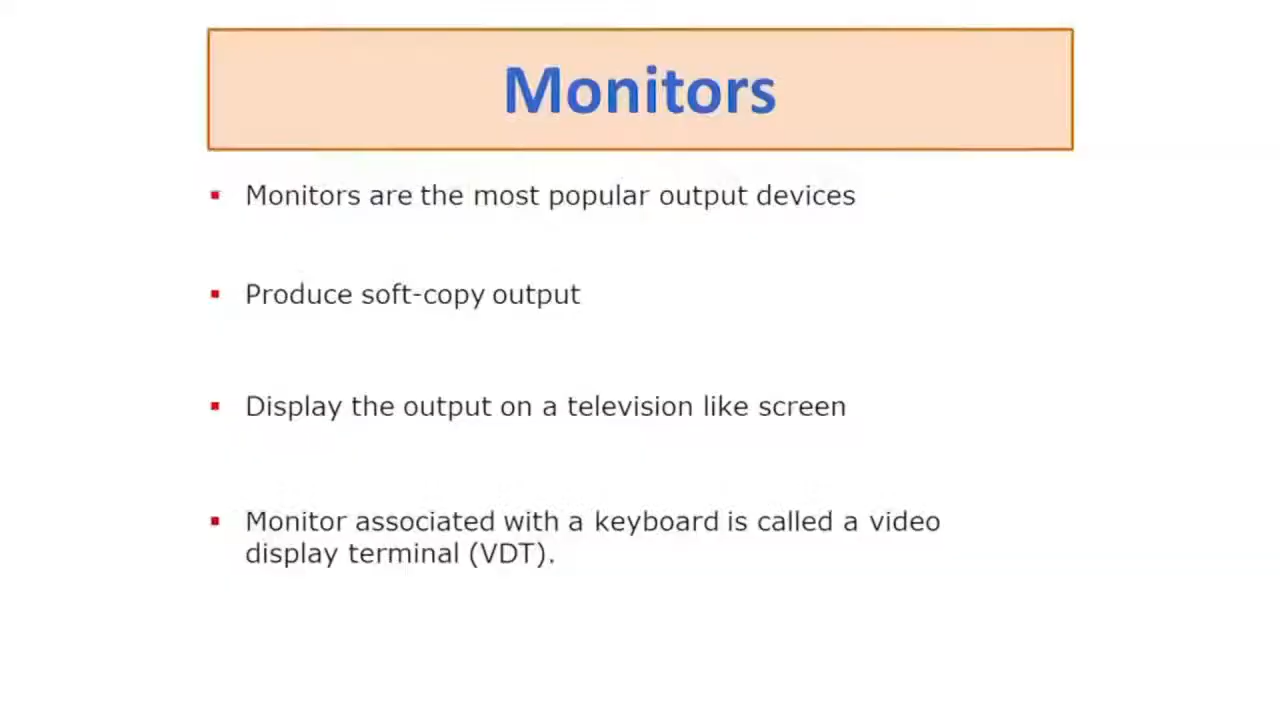 Monitors
▪ Monitors are the most popular output devices
▪ Produce soft-copy output
▪ Display the output on a television like screen
▪ Monitor associated with a keyboard is called a video
display terminal (VDT).